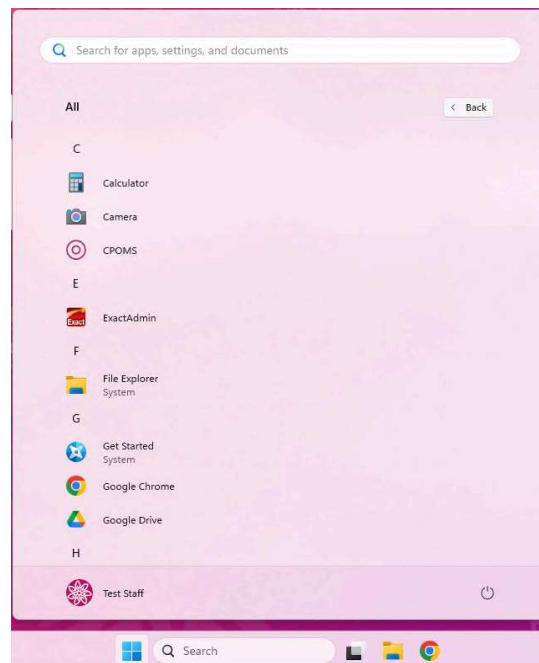 Search for apps, settings, and documents
All
< Back
C
Calculator
Camera
CPOMS
E
Exact
ExactAdmin
F
File Explorer
System
G
Get Started
System
Google Chrome
Google Drive
H
Test Staff
Search